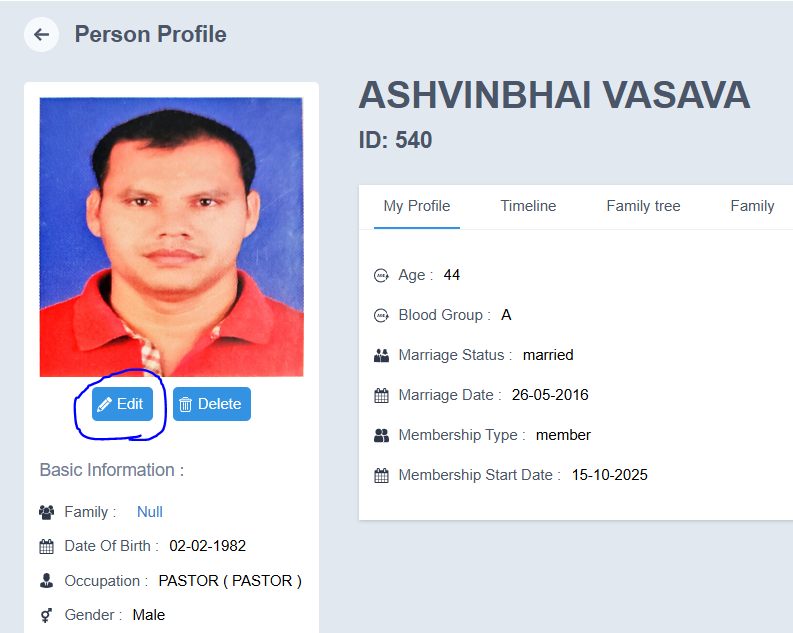 Person Profile
ASHVINBHAI VASAVA
ID: 540
Edit
Delete
Basic Information :
Family : Null
Date Of Birth : 02-02-1982
Occupation : PASTOR ( PASTOR )
Gender : Male
My Profile Timeline Family tree Family
Age : 44
Blood Group : A
Marriage Status : married
Marriage Date : 26-05-2016
Membership Type : member
Membership Start Date : 15-10-2025